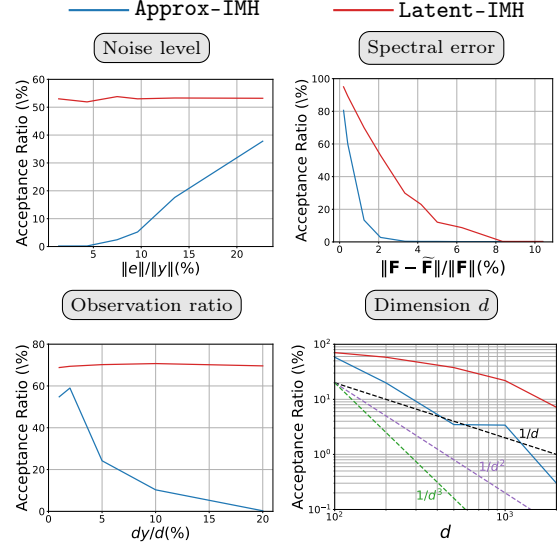 Approx-IMH Latent-IMH
Noise level
Acceptance Ratio (\%)
60
50
40
30
20
10
0
5 10 15 20
‖e‖/‖y‖(%)
Spectral error
Acceptance Ratio (\%)
100
80
60
40
20
0
0 2 4 6 8 10
‖F − F̃‖/‖F‖(%)
Observation ratio
Acceptance Ratio (\%)
80
60
40
20
0
0 5 10 15 20
dy/d(%)
Dimension d
Acceptance Ratio (\%)
10²
10¹
10⁰
10⁻¹
1/d
1/d²
1/d³
10² 10³
d